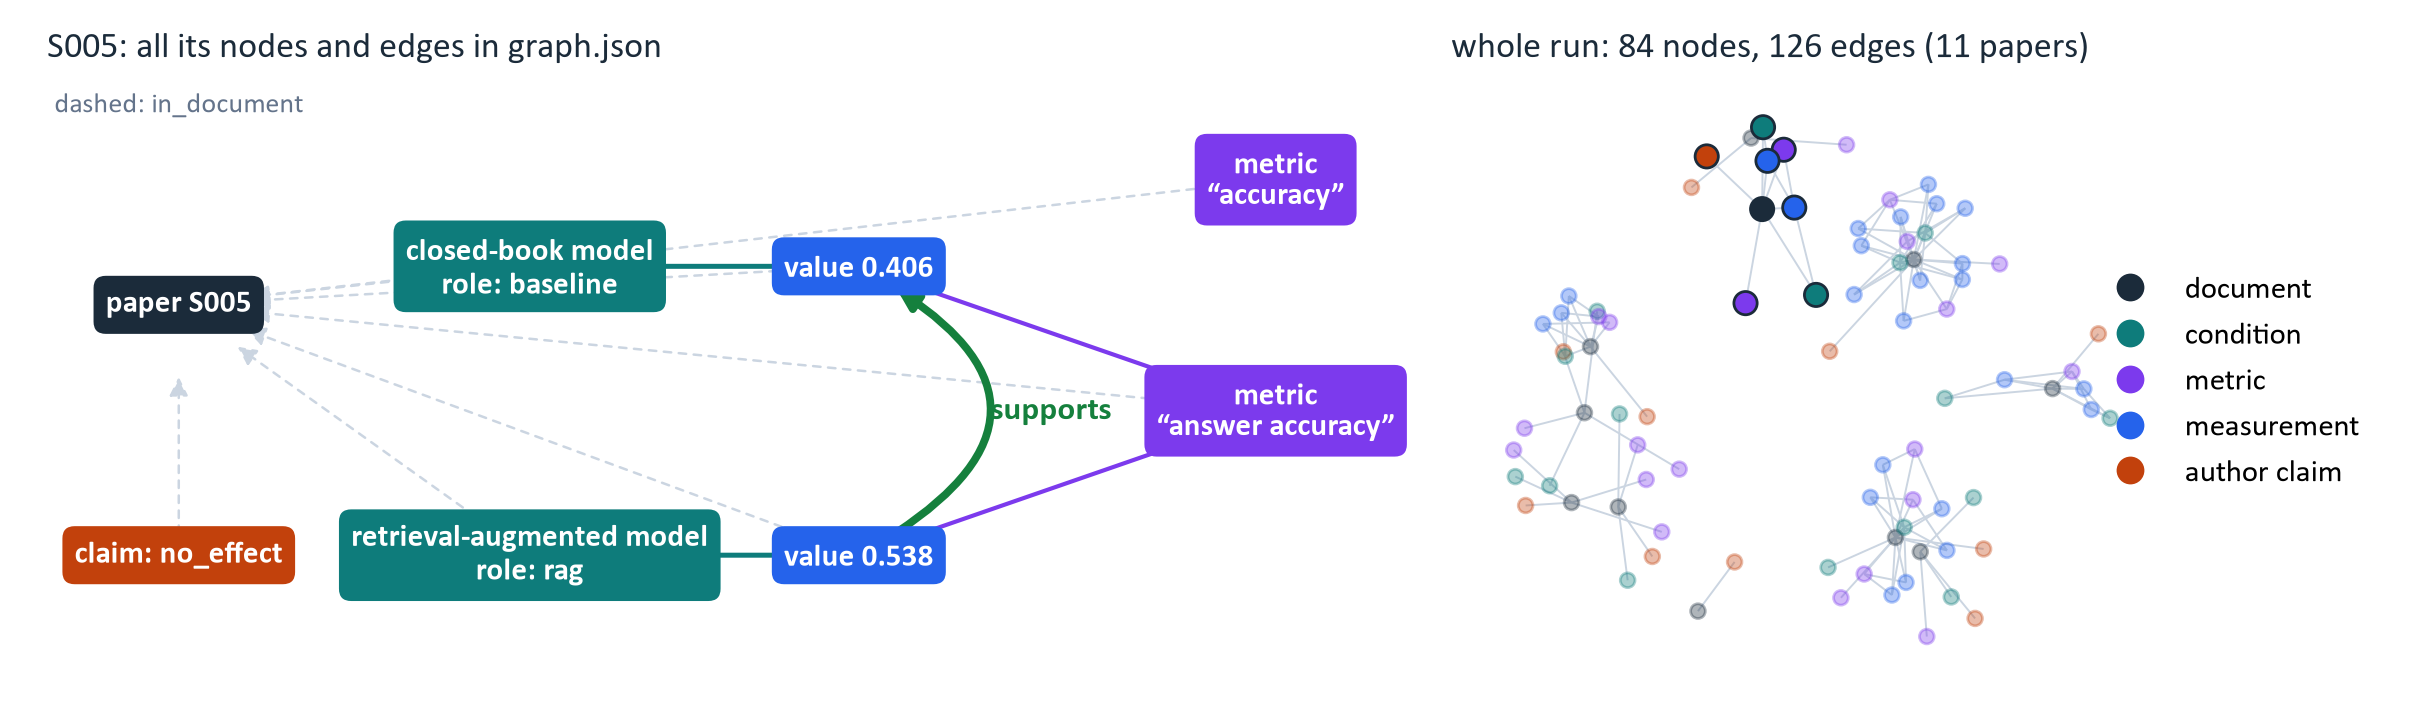 S005: all its nodes and edges in graph.json
dashed: in_document
metric
“accuracy”
closed-book model
role: baseline
value 0.406
paper S005
supports
metric
“answer accuracy”
claim: no_effect
retrieval-augmented model
role: rag
value 0.538
whole run: 84 nodes, 126 edges (11 papers)
document
condition
metric
measurement
author claim